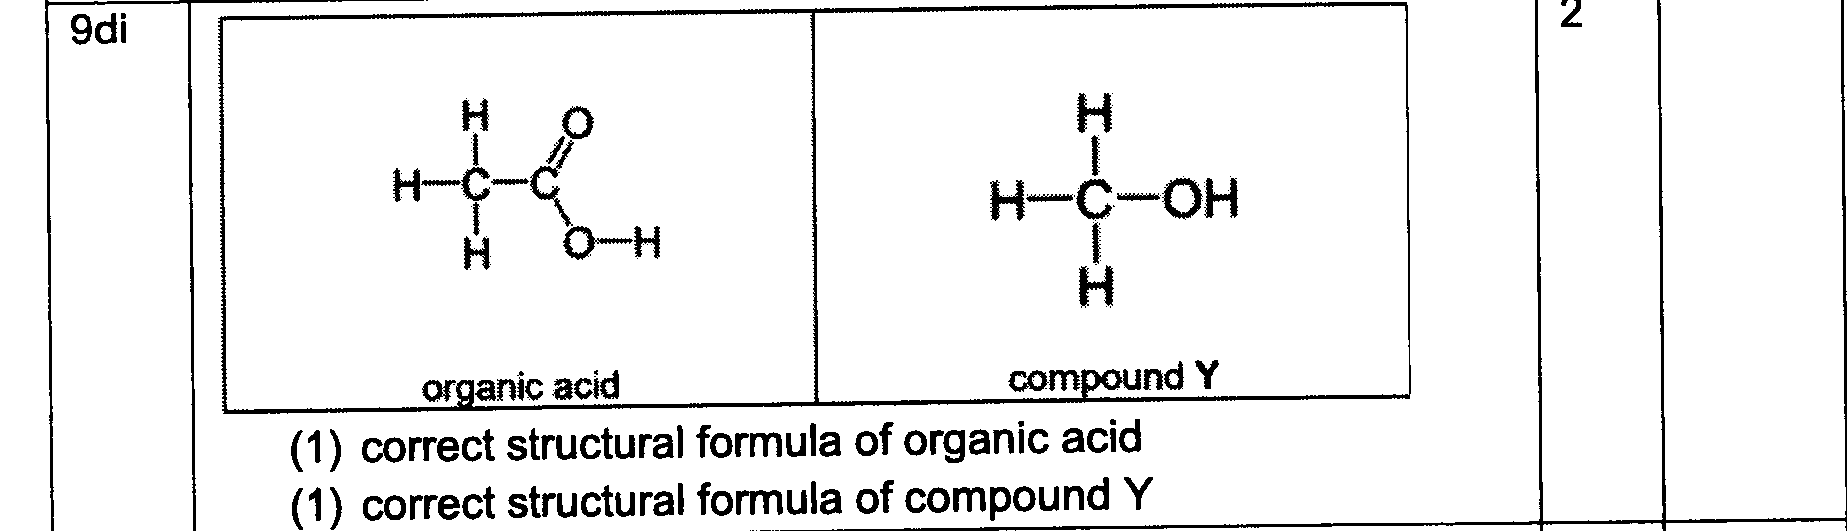 9di
2
H
O
H—C—C
H
O—H
organic acid
H
H—C—OH
H
compound Y
(1) correct structural formula of organic acid
(1) correct structural formula of compound Y